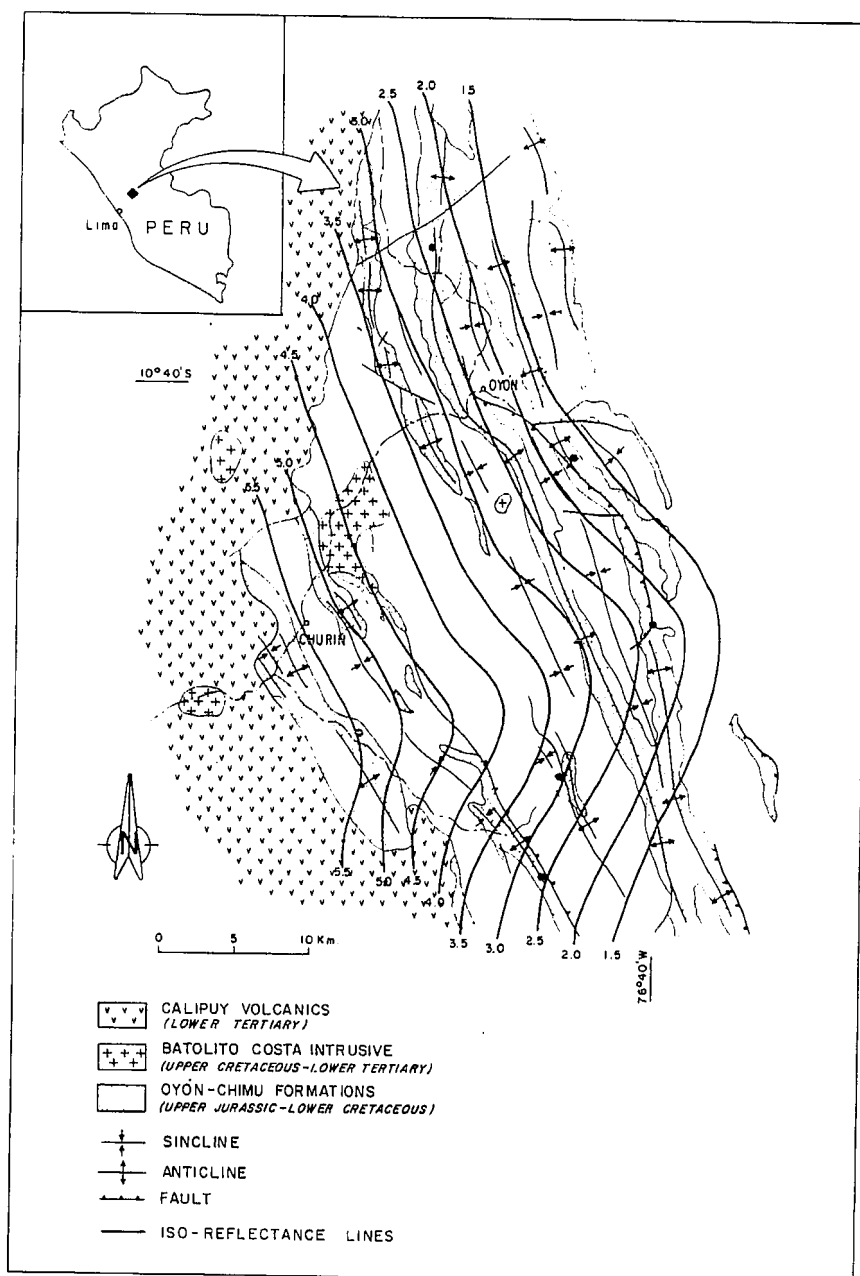 Lima PERU
2.0
2.5
1.5
3.0
3.5
4.0
4.5
10°40'S
OYÓN
5.0
5.5
CHURIN
N
5.5
5.0
4.5
4.0
3.5
3.0
2.5
2.0
1.5
0 5 10 Km.
76°40'W
CALIPUY VOLCANICS
(LOWER TERTIARY)
BATOLITO COSTA INTRUSIVE
(UPPER CRETACEOUS-LOWER TERTIARY)
OYÓN-CHIMU FORMATIONS
(UPPER JURASSIC-LOWER CRETACEOUS)
SINCLINE
ANTICLINE
FAULT
ISO-REFLECTANCE LINES